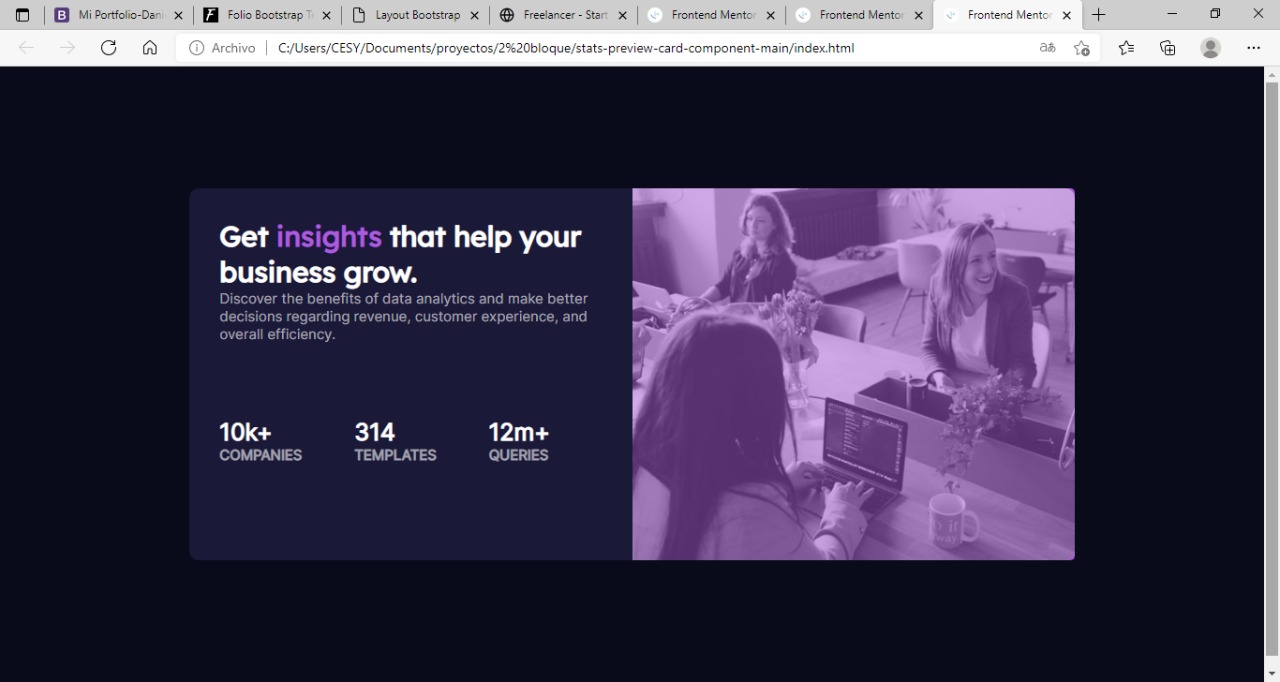 Mi Portfolio-Dani
Folio Bootstrap Te
Layout Bootstrap
Freelancer - Start
Frontend Mentor
Frontend Mentor
Frontend Mentor
Archivo
C:/Users/CESY/Documents/proyectos/2%20bloque/stats-preview-card-component-main/index.html
Get insights that help your
business grow.
Discover the benefits of data analytics and make better
decisions regarding revenue, customer experience, and
overall efficiency.
10k+ 314 12m+
COMPANIES TEMPLATES QUERIES